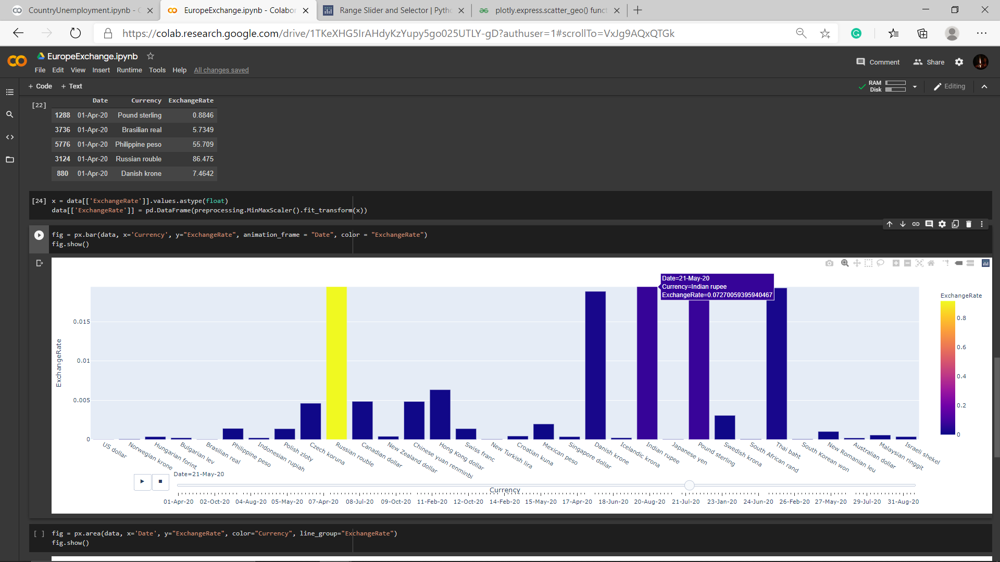 CountryUnemployment.ipynb - C
EuropeExchange.ipynb - Colabor
Range Slider and Selector | Pytho
plotly.express.scatter_geo() funct
https://colab.research.google.com/drive/1TKeXHG5IrAHdyKzYupy5go025UTLY-gD?authuser=1#scrollTo=VxJg9AQxQTGk
EuropeExchange.ipynb
Comment Share
File Edit View Insert Runtime Tools Help All changes saved
+ Code + Text
RAM
Disk
Editing
Date Currency ExchangeRate
[22]
1288 01-Apr-20 Pound sterling 0.8846
3736 01-Apr-20 Brasilian real 5.7349
5776 01-Apr-20 Philippine peso 55.709
3124 01-Apr-20 Russian rouble 86.475
880 01-Apr-20 Danish krone 7.4642
[24] x = data[['ExchangeRate']].values.astype(float)
data[['ExchangeRate']] = pd.DataFrame(preprocessing.MinMaxScaler().fit_transform(x))
fig = px.bar(data, x='Currency', y="ExchangeRate", animation_frame = "Date", color = "ExchangeRate")
fig.show()
Date=21-May-20
Currency=Indian rupee
ExchangeRate=0.07270059395940467
ExchangeRate
0.8
0.6
0.4
0.2
0
ExchangeRate
0.015
0.01
0.005
0
US dollar
Norwegian krone
Hungarian forint
Bulgarian lev
Brasilian real
Philippine peso
Indonesian rupiah
Polish zloty
Czech koruna
Russian rouble
Canadian dollar
New Zealand dollar
Chinese yuan renminbi
Hong Kong dollar
Swiss franc
New Turkish lira
Croatian kuna
Mexican peso
Singapore dollar
Danish krone
Icelandic krona
Indian rupee
Japanese yen
Pound sterling
Swedish krona
South African rand
Thai baht
South Korean won
New Romanian leu
Australian dollar
Malaysian ringgit
Israeli shekel
Date=21-May-20
Currency
01-Apr-20 02-Oct-20 04-Aug-20 05-May-20 07-Apr-20 08-Jul-20 09-Oct-20 11-Feb-20 12-Oct-20 14-Feb-20 15-May-20 17-Apr-20 18-Jun-20 20-Aug-20 21-Jul-20 23-Jan-20 24-Jun-20 26-Feb-20 27-May-20 29-Jul-20 31-Aug-20
[ ] fig = px.area(data, x='Date', y="ExchangeRate", color="Currency", line_group="ExchangeRate")
fig.show()